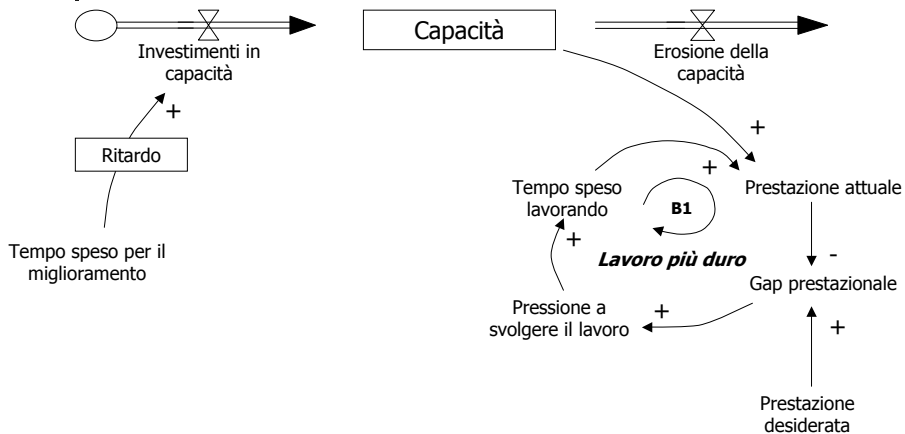 Investimenti in
capacità
Capacità
Erosione della
capacità
+
Ritardo
Tempo speso per il
miglioramento
+
+
Tempo speso
lavorando
B1
Prestazione attuale
+
Lavoro più duro
-
Gap prestazionale
Pressione a
svolgere il lavoro
+
+
Prestazione
desiderata